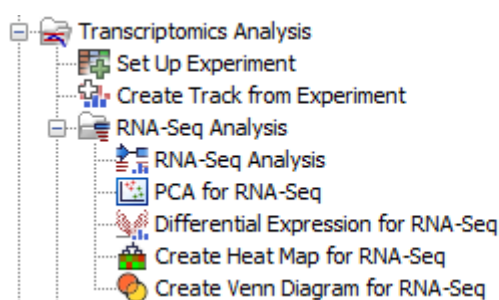 Transcriptomics Analysis
Set Up Experiment
Create Track from Experiment
RNA-Seq Analysis
RNA-Seq Analysis
PCA for RNA-Seq
Differential Expression for RNA-Seq
Create Heat Map for RNA-Seq
Create Venn Diagram for RNA-Seq